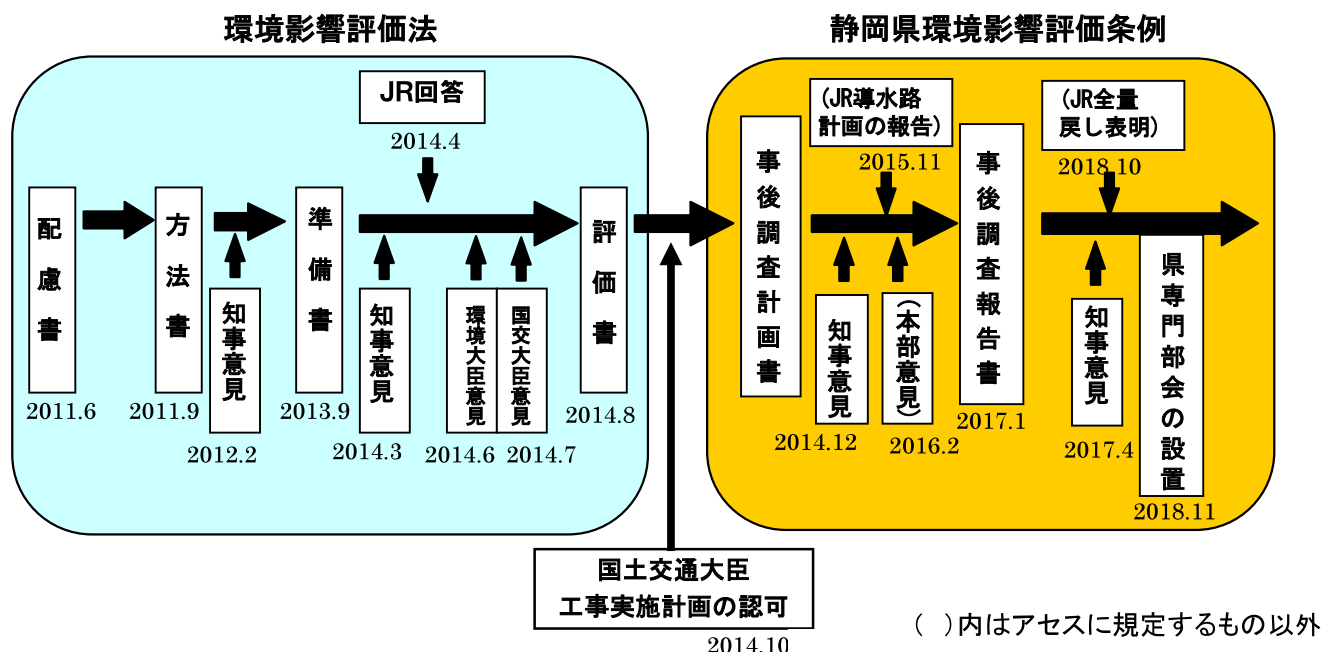 環境影響評価法
静岡県環境影響評価条例
JR回答
2014.4
配慮書
2011.6
方法書
2011.9
知事意見
2012.2
準備書
2013.9
知事意見
2014.3
環境大臣意見
2014.6
国交大臣意見
2014.7
評価書
2014.8
国土交通大臣
工事実施計画の認可
2014.10
事後調査計画書
(JR導水路
計画の報告)
2015.11
知事意見
2014.12
(本部意見)
2016.2
事後調査報告書
2017.1
(JR全量
戻し表明)
2018.10
知事意見
2017.4
県専門部会の設置
2018.11
( )内はアセスに規定するもの以外